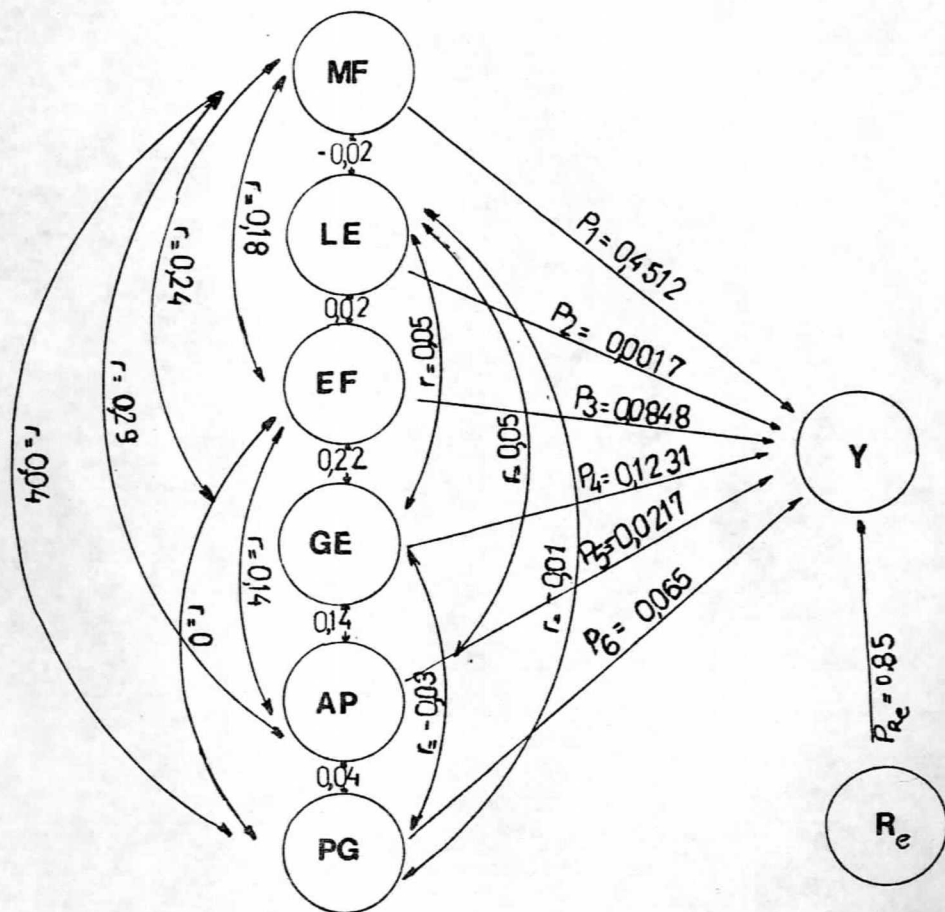 MF
-0,02
LE
0,02
EF
0,22
GE
0,14
AP
0,04
PG
r=0,18
r=0,24
r=0,29
r=0,04
r=0,14
r=0
r=0,05
r=0,05
r=-0,01
r=-0,03
P1=0,4512
P2= 0,0017
P3=0,0848
P4=0,1231
P5=0,0217
P6= 0,065
Y
PRe=0.85
Re